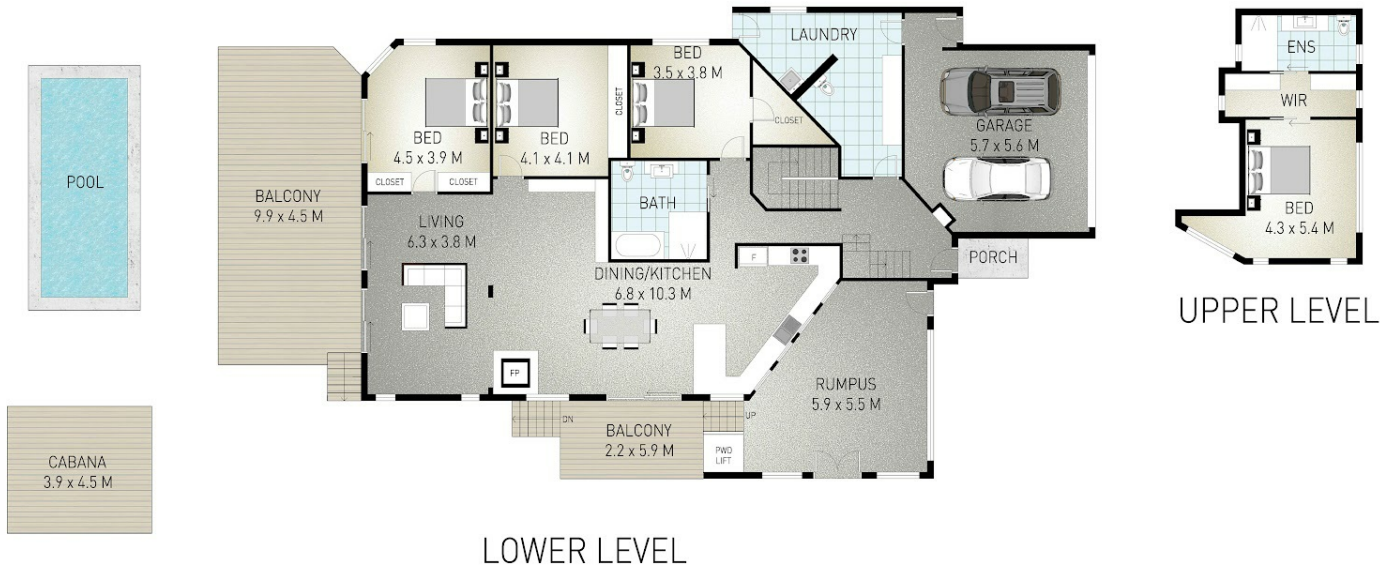 POOL
CABANA
3.9 x 4.5 M
BALCONY
9.9 x 4.5 M
BED
4.5 x 3.9 M
CLOSET
CLOSET
BED
4.1 x 4.1 M
CLOSET
BED
3.5 x 3.8 M
CLOSET
LAUNDRY
GARAGE
5.7 x 5.6 M
LIVING
6.3 x 3.8 M
BATH
DINING/KITCHEN
6.8 x 10.3 M
F
PORCH
FP
RUMPUS
5.9 x 5.5 M
DN
UP
BALCONY
2.2 x 5.9 M
PWD
LIFT
LOWER LEVEL
ENS
WIR
BED
4.3 x 5.4 M
UPPER LEVEL